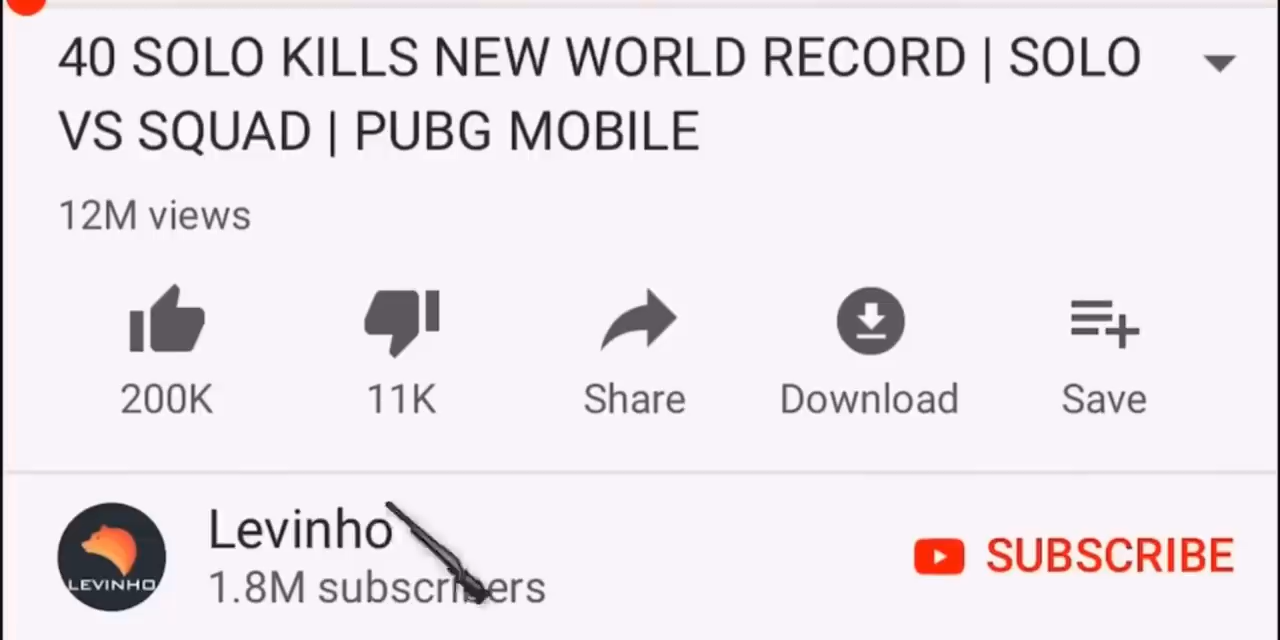 40 SOLO KILLS NEW WORLD RECORD | SOLO
VS SQUAD | PUBG MOBILE
12M views
200K
11K
Share
Download
Save
LEVINHO
Levinho
1.8M subscribers
SUBSCRIBE